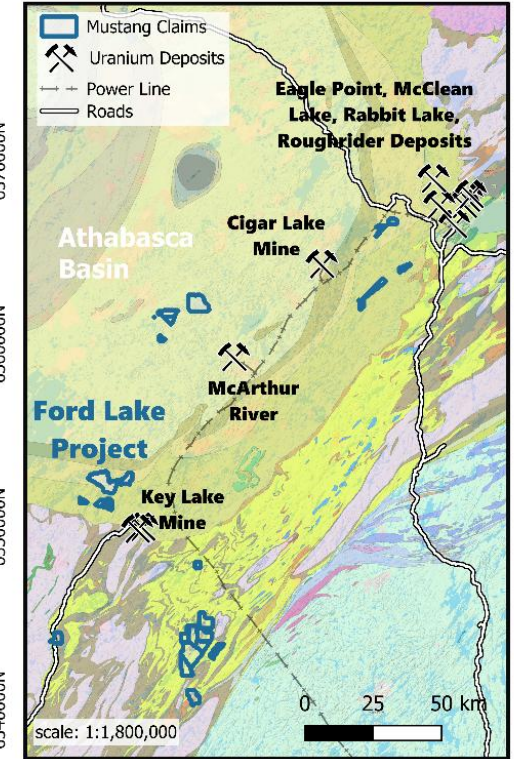 Mustang Claims
Uranium Deposits
Power Line
Roads
Eagle Point, McClean
Lake, Rabbit Lake,
Roughrider Deposits
Cigar Lake
Mine
Athabasca
Basin
McArthur
River
Ford Lake
Project
Key Lake
Mine
0 25 50 km
scale: 1:1,800,000